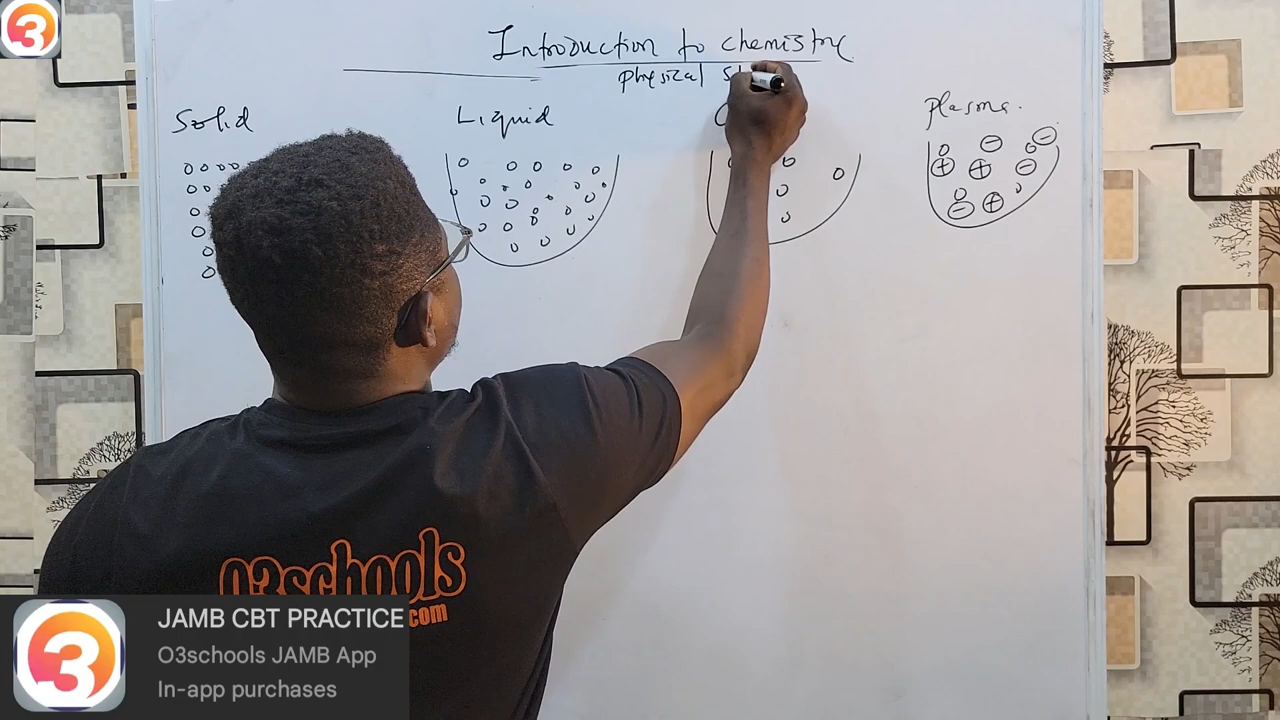 Introduction to chemistry
physical
Solid
Liquid
plasma.
O3schools
.com
JAMB CBT PRACTICE
O3schools JAMB App
In-app purchases